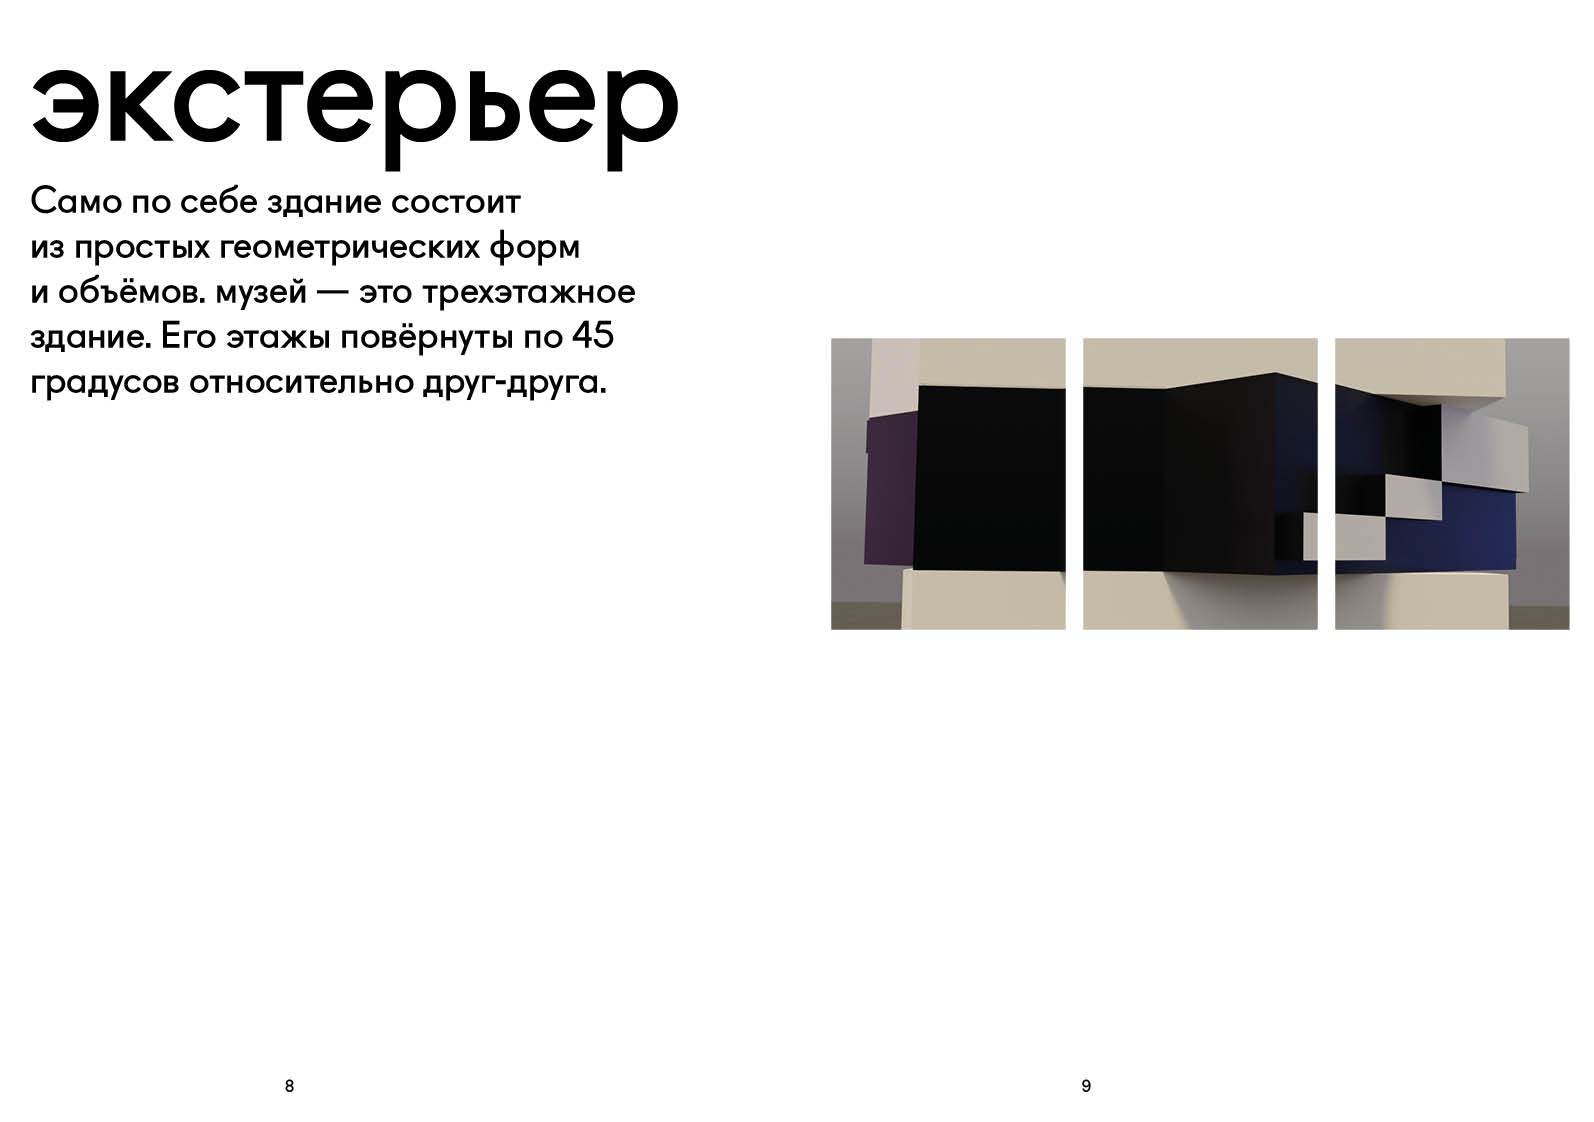 экстерьер
Само по себе здание состоит
из простых геометрических форм
и объёмов. музей — это трехэтажное
здание. Его этажы повёрнуты по 45
градусов относительно друг-друга.
8
9